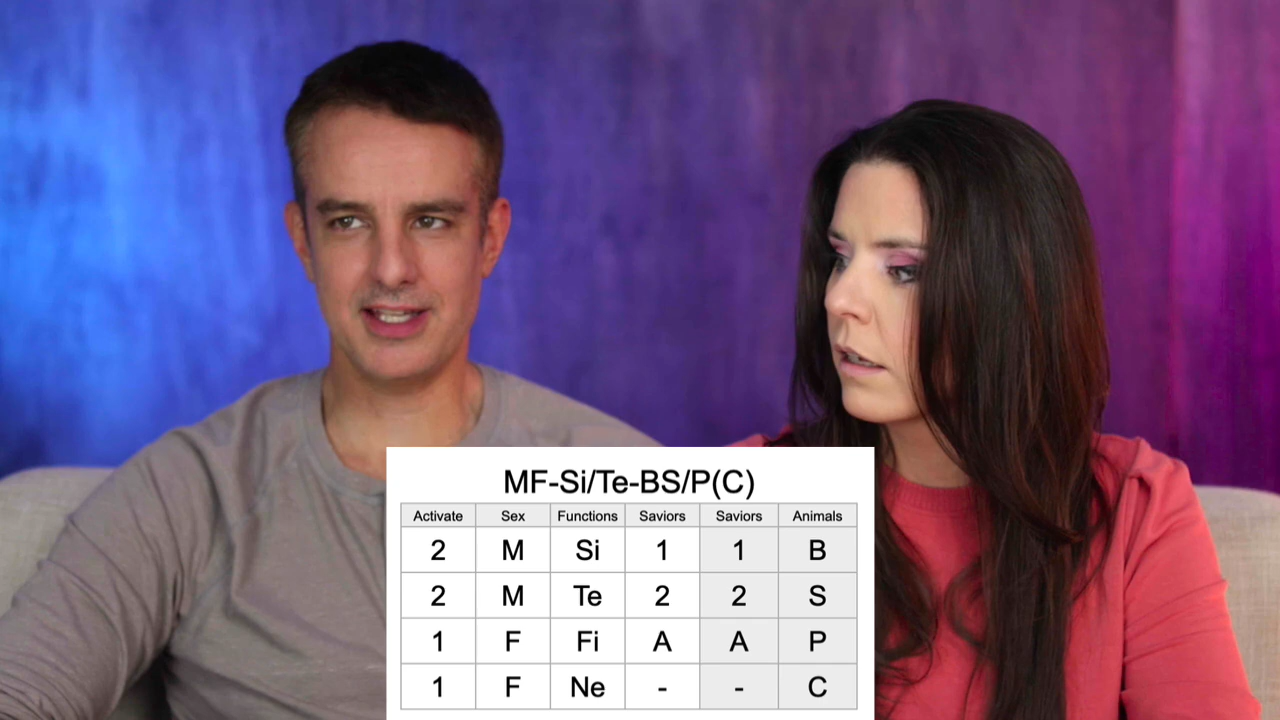 MF-Si/Te-BS/P(C)
Activate Sex Functions Saviors Saviors Animals
2 M Si 1 1 B
2 M Te 2 2 S
1 F Fi A A P
1 F Ne - - C